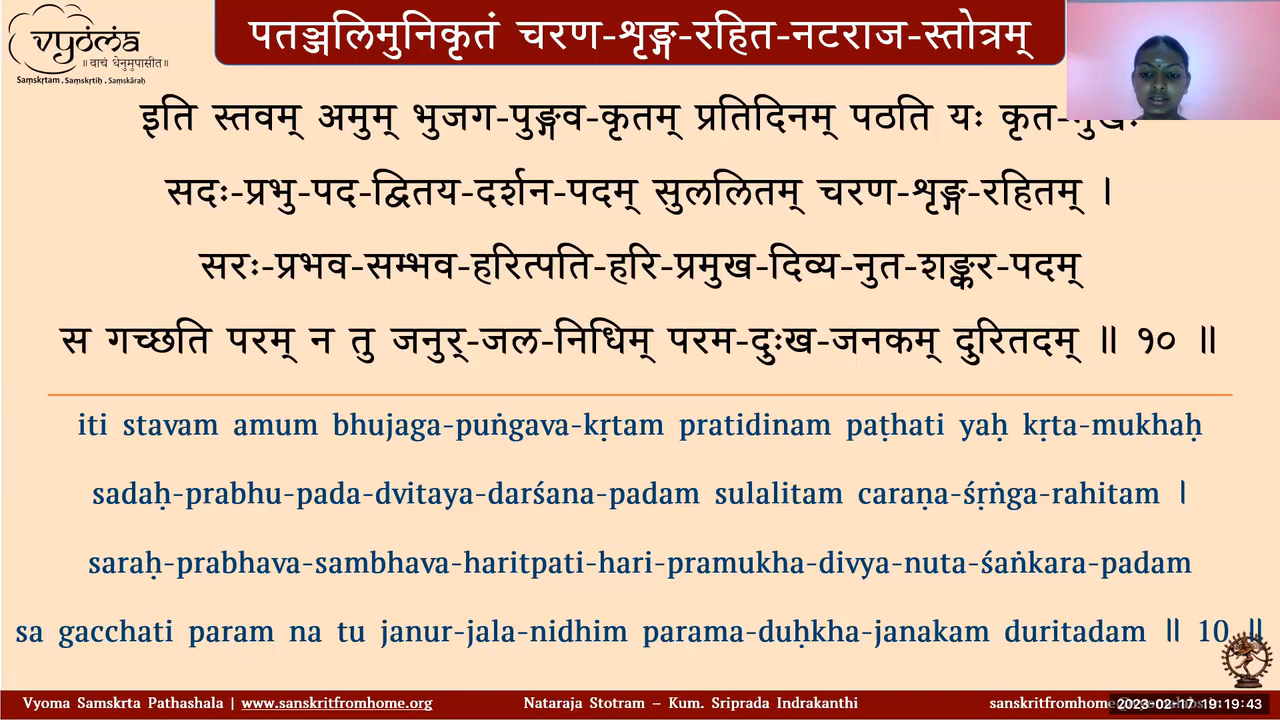 vyoma
॥ वाचं धेनुमुपासीत॥
Saṃskṛtam . Saṃskṛtiḥ . Saṃskāraḥ
पतञ्जलिमुनिकृतं चरण-शृङ्ग-रहित-नटराज-स्तोत्रम्
इति स्तवम् अमुम् भुजग-पुङ्गव-कृतम् प्रतिदिनम् पठति यः कृत-मुखः
सदः-प्रभु-पद-द्वितय-दर्शन-पदम् सुललितम् चरण-शृङ्ग-रहितम् ।
सरः-प्रभव-सम्भव-हरित्पति-हरि-प्रमुख-दिव्य-नुत-शङ्कर-पदम्
स गच्छति परम् न तु जनुर्-जल-निधिम् परम-दुःख-जनकम् दुरितदम् ॥ १० ॥
iti stavam amum bhujaga-puṅgava-kṛtam pratidinam paṭhati yaḥ kṛta-mukhaḥ
sadaḥ-prabhu-pada-dvitaya-darśana-padam sulalitam caraṇa-śṛṅga-rahitam ।
saraḥ-prabhava-sambhava-haritpati-hari-pramukha-divya-nuta-śaṅkara-padam
sa gacchati param na tu janur-jala-nidhim parama-duḥkha-janakam duritadam ॥ 10 ॥
Vyoma Samskrta Pathashala | www.sanskritfromhome.org Nataraja Stotram – Kum. Sriprada Indrakanthi sanskritfromhome
2023-02-17 19:19:43